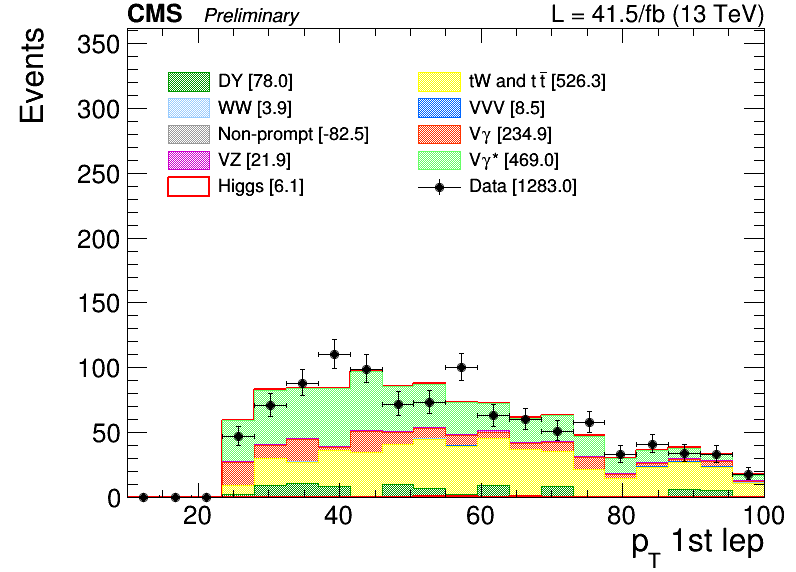 CMS Preliminary L = 41.5/fb (13 TeV)
Events
350
300
250
200
150
100
50
0
DY [78.0]
WW [3.9]
Non-prompt [-82.5]
VZ [21.9]
Higgs [6.1]
tW and t t̄ [526.3]
VVV [8.5]
Vγ [234.9]
Vγ* [469.0]
Data [1283.0]
20 40 60 80 100
p_T 1st lep